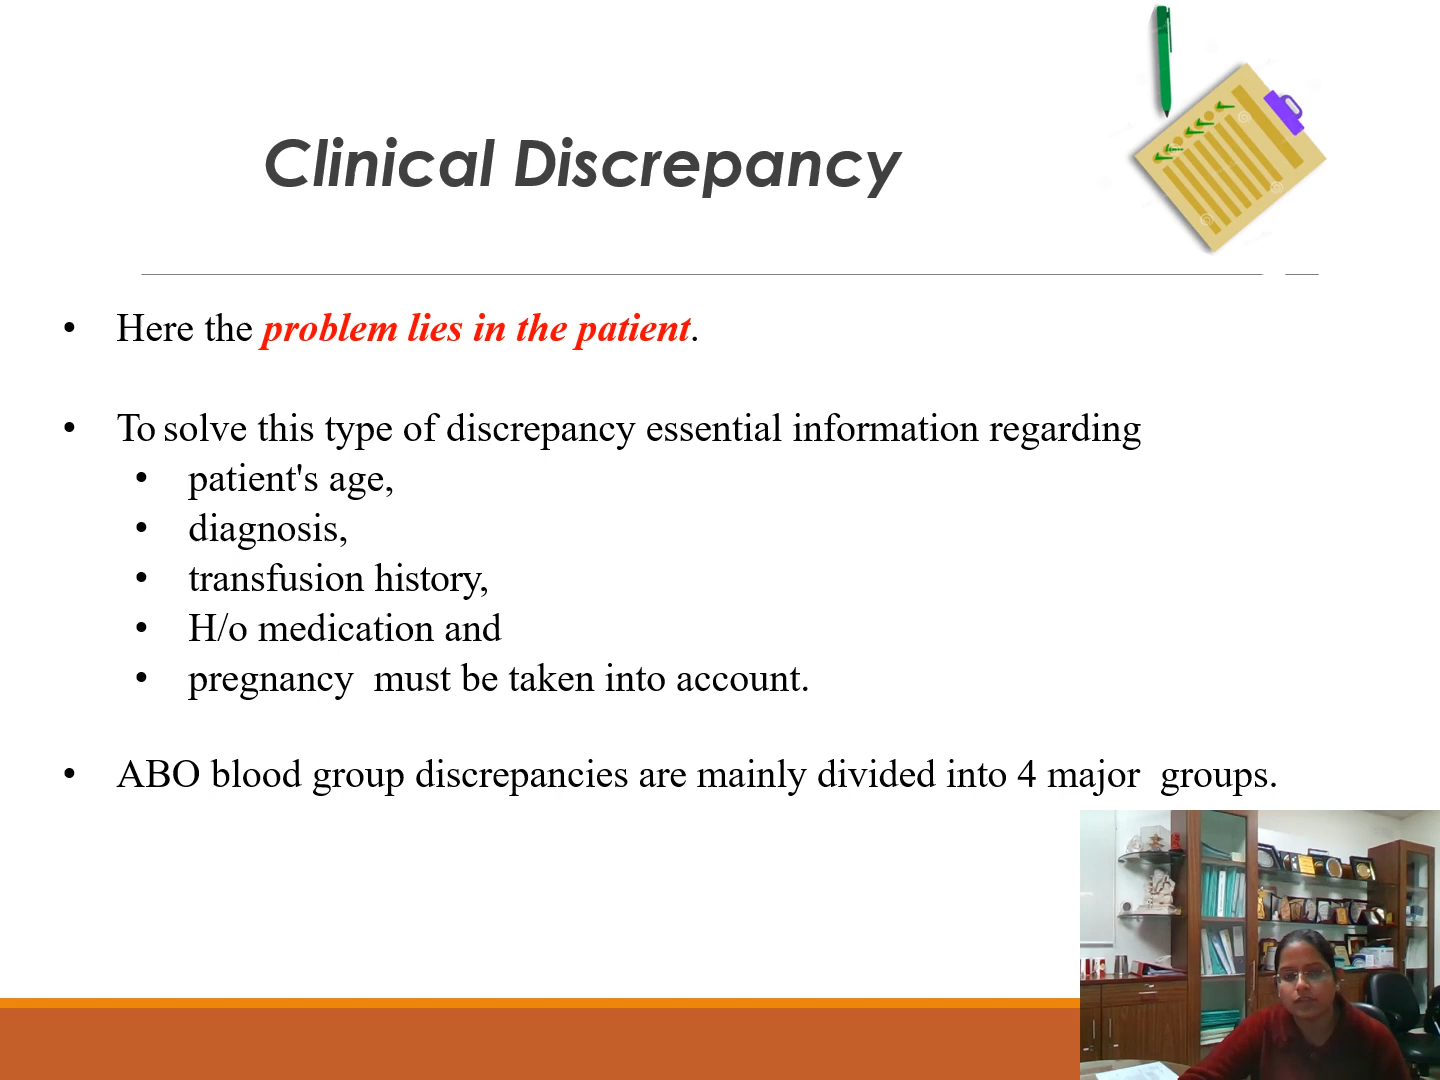 Clinical Discrepancy
• Here the problem lies in the patient.
• To solve this type of discrepancy essential information regarding
• patient's age,
• diagnosis,
• transfusion history,
• H/o medication and
• pregnancy  must be taken into account.
• ABO blood group discrepancies are mainly divided into 4 major  groups.